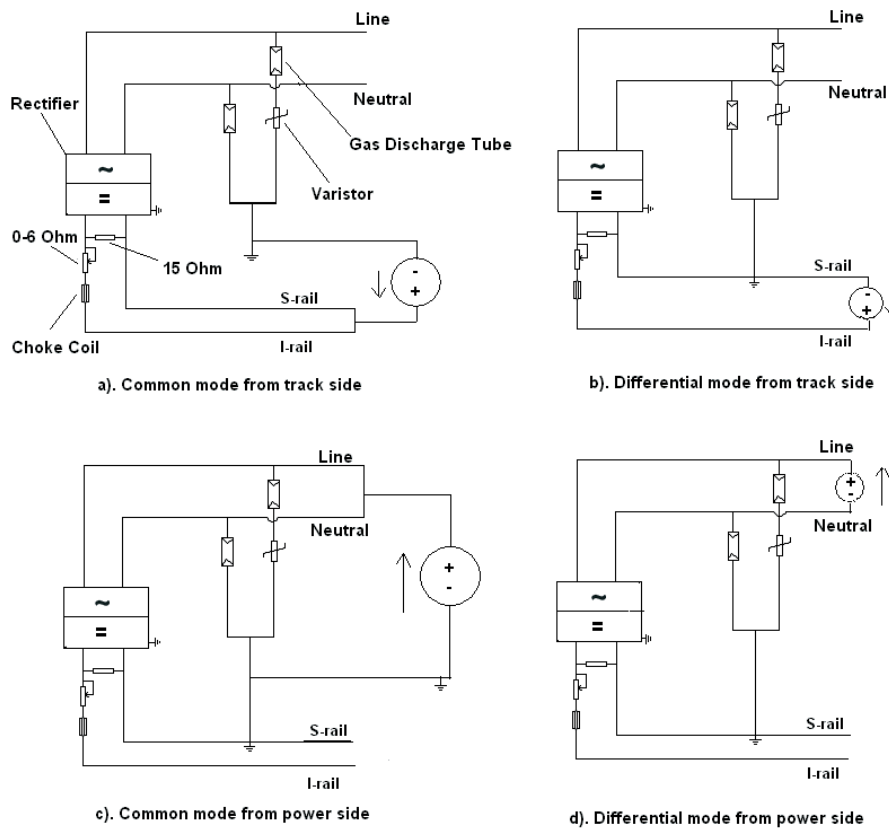 Line
Neutral
Rectifier
Gas Discharge Tube
~
=
Varistor
0-6 Ohm
15 Ohm
-
+
S-rail
Choke Coil
I-rail
a). Common mode from track side
Line
Neutral
~
=
S-rail
-
+
I-rail
b). Differential mode from track side
Line
Neutral
+
-
~
=
S-rail
I-rail
c). Common mode from power side
Line
+
-
Neutral
~
=
S-rail
I-rail
d). Differential mode from power side